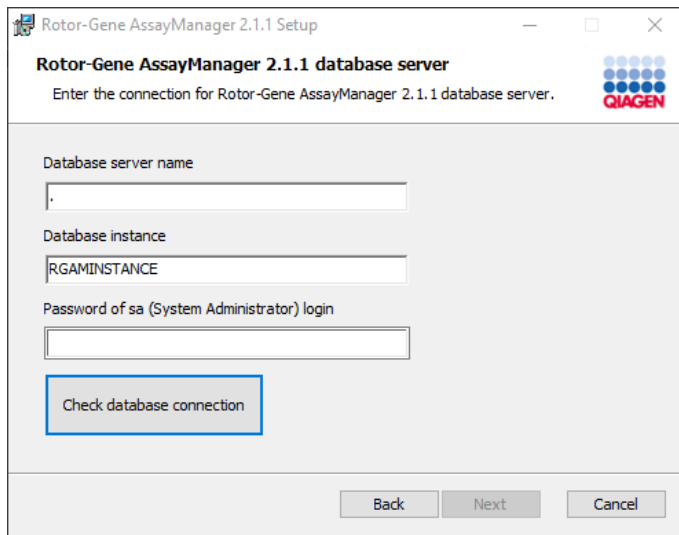 Rotor-Gene AssayManager 2.1.1 Setup
Rotor-Gene AssayManager 2.1.1 database server
Enter the connection for Rotor-Gene AssayManager 2.1.1 database server.
QIAGEN
Database server name
.
Database instance
RGAMINSTANCE
Password of sa (System Administrator) login
Check database connection
Back Next Cancel